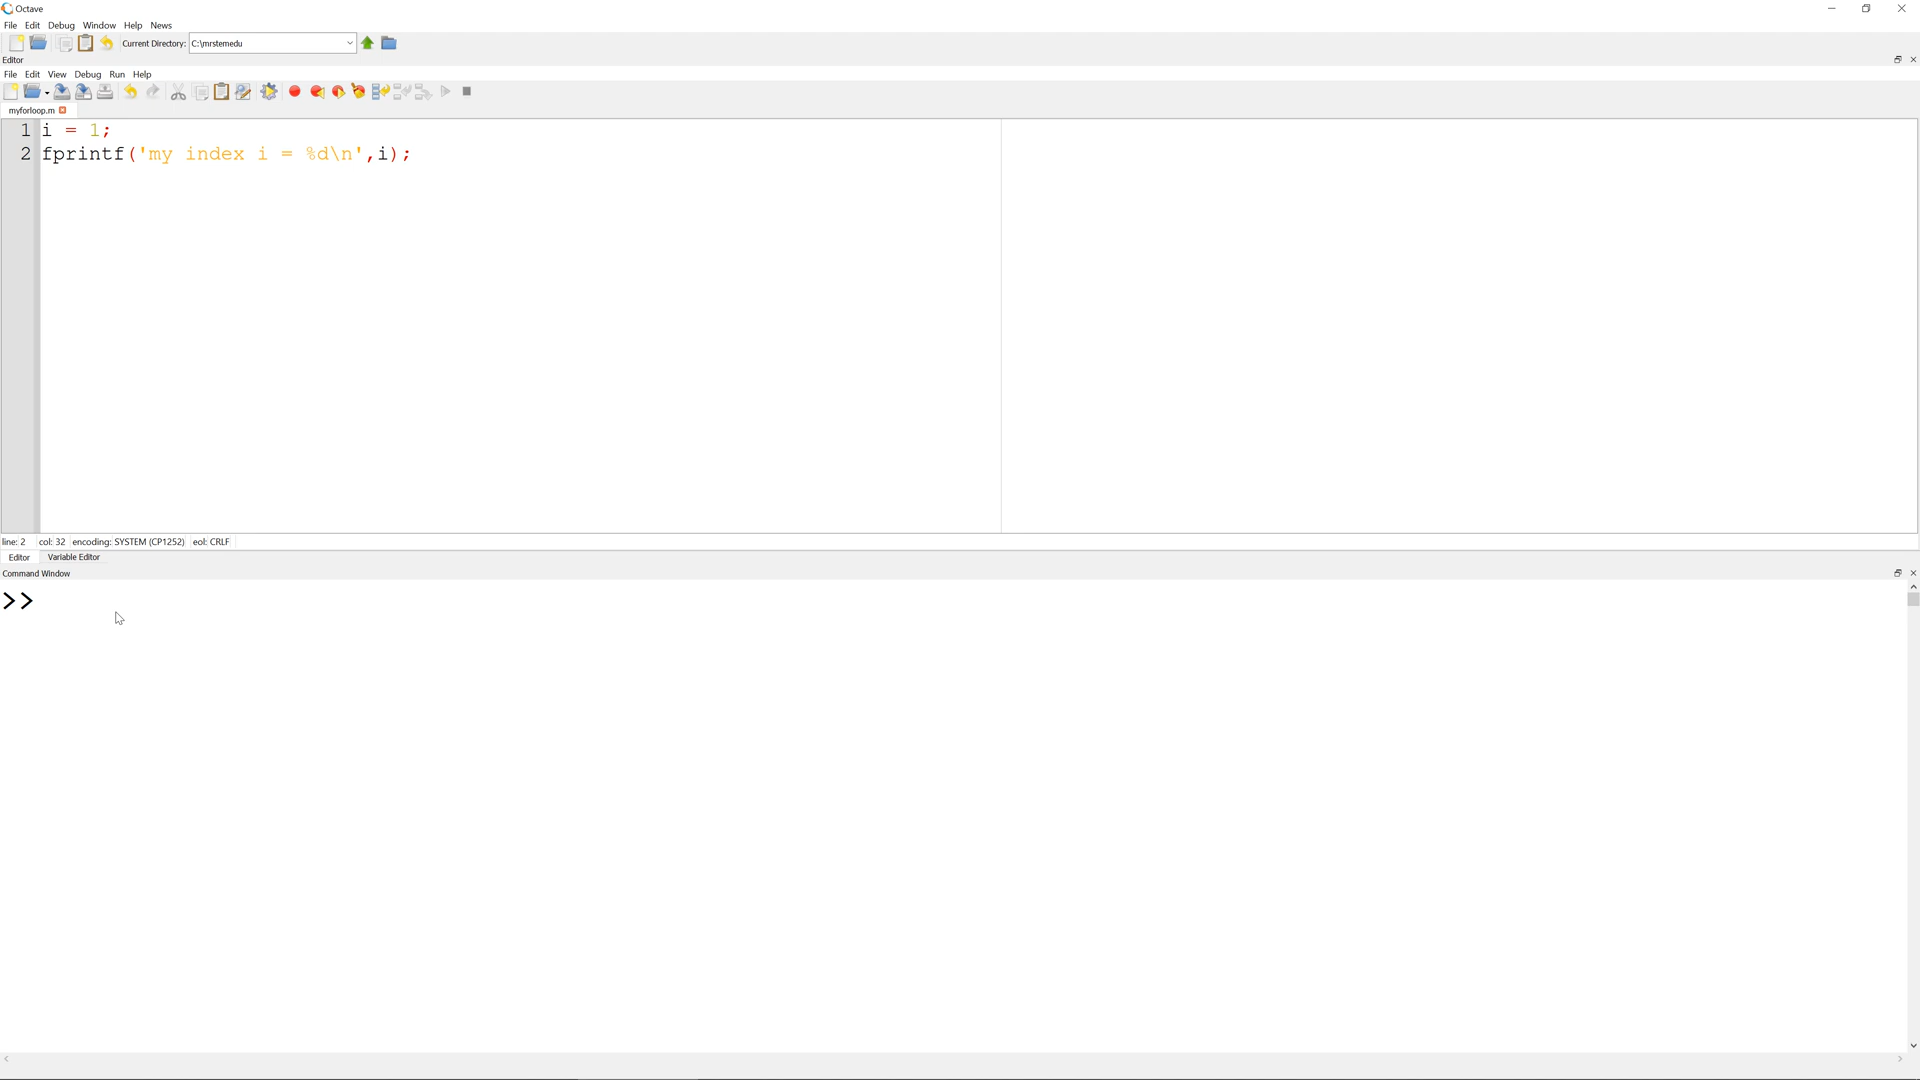 Octave
File Edit Debug Window Help News
Current Directory: C:\mrstemedu
Editor
File Edit View Debug Run Help
myforloop.m
1 i = 1;
2 fprintf('my index i = %d\n',i);
line: 2 col: 32 encoding: SYSTEM (CP1252) eol: CRLF
Editor Variable Editor
Command Window
>>